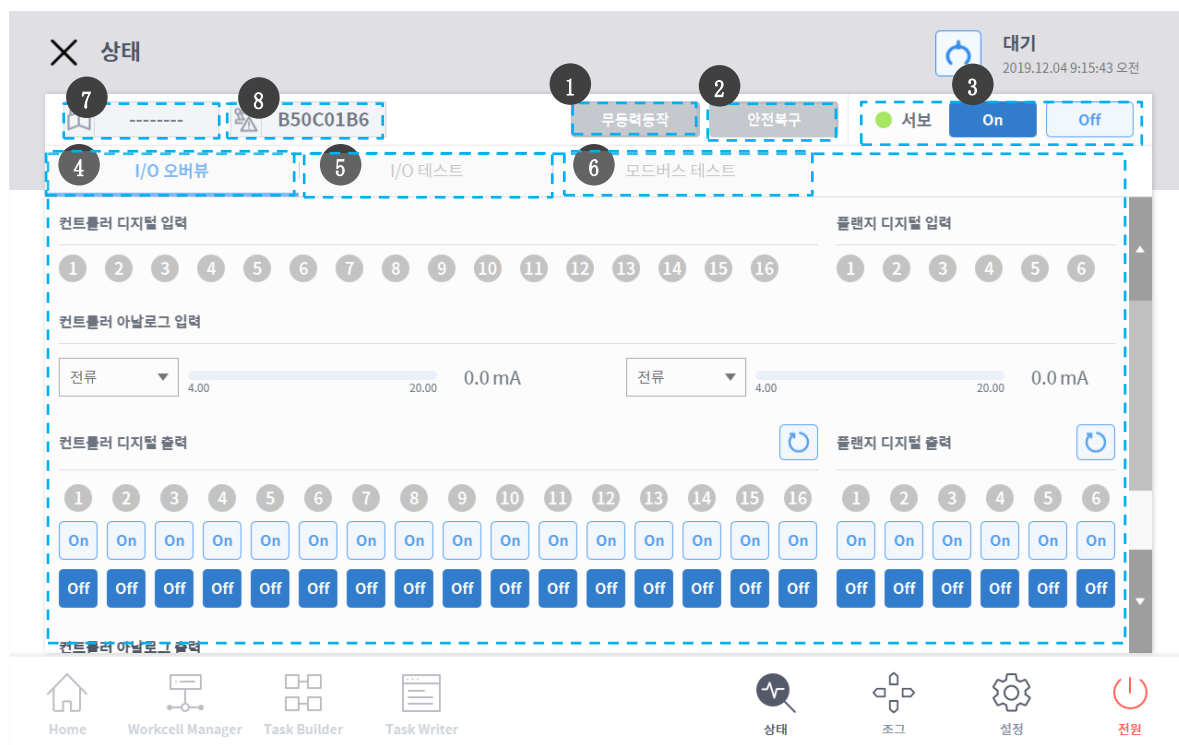 상태
대기
2019.12.04 9:15:43 오전
7 8 1 2 3
-------- B50C01B6 무동력동작 안전복구 서보 On Off
4 I/O 오버뷰 5 I/O 테스트 6 모드버스 테스트
컨트롤러 디지털 입력 플랜지 디지털 입력
1 2 3 4 5 6 7 8 9 10 11 12 13 14 15 16 1 2 3 4 5 6
컨트롤러 아날로그 입력
전류 4.00 20.00 0.0 mA 전류 4.00 20.00 0.0 mA
컨트롤러 디지털 출력 플랜지 디지털 출력
1 2 3 4 5 6 7 8 9 10 11 12 13 14 15 16 1 2 3 4 5 6
On On On On On On On On On On On On On On On On On On On On On On
Off Off Off Off Off Off Off Off Off Off Off Off Off Off Off Off Off Off Off Off Off Off
컨트롤러 아날로그 출력
Home Workcell Manager Task Builder Task Writer 상태 조그 설정 전원